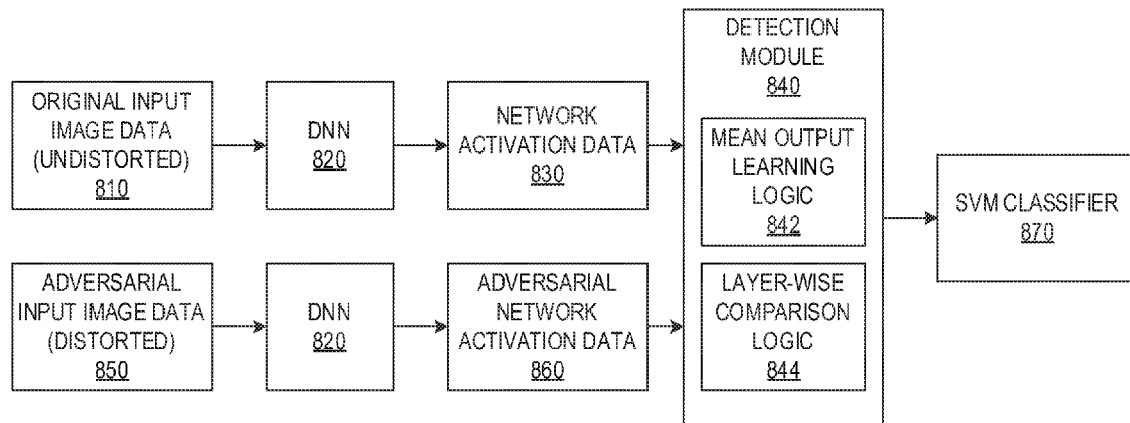 ORIGINAL INPUT
IMAGE DATA
(UNDISTORTED)
810
DNN
820
NETWORK
ACTIVATION DATA
830
DETECTION
MODULE
840
MEAN OUTPUT
LEARNING
LOGIC
842
SVM CLASSIFIER
870
ADVERSARIAL
INPUT IMAGE DATA
(DISTORTED)
850
DNN
820
ADVERSARIAL
NETWORK
ACTIVATION DATA
860
LAYER-WISE
COMPARISON
LOGIC
844